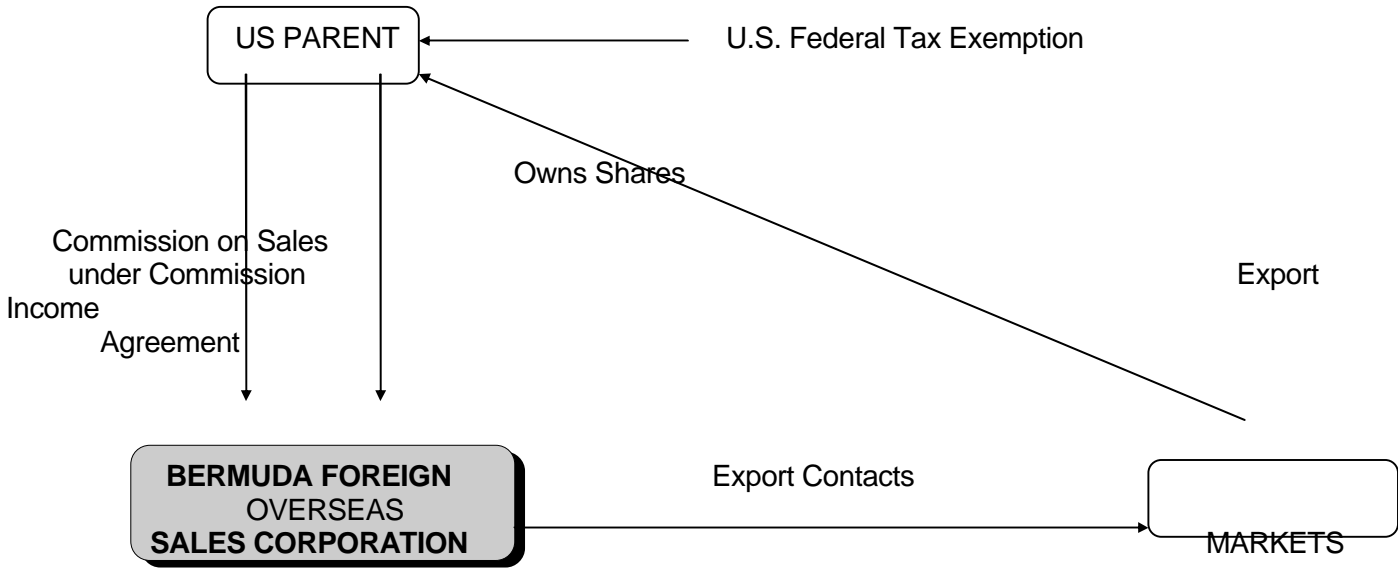 US PARENT
U.S. Federal Tax Exemption
Owns Shares
Commission on Sales
under Commission
Export
Income
Agreement
BERMUDA FOREIGN
Export Contacts
OVERSEAS
SALES CORPORATION
MARKETS